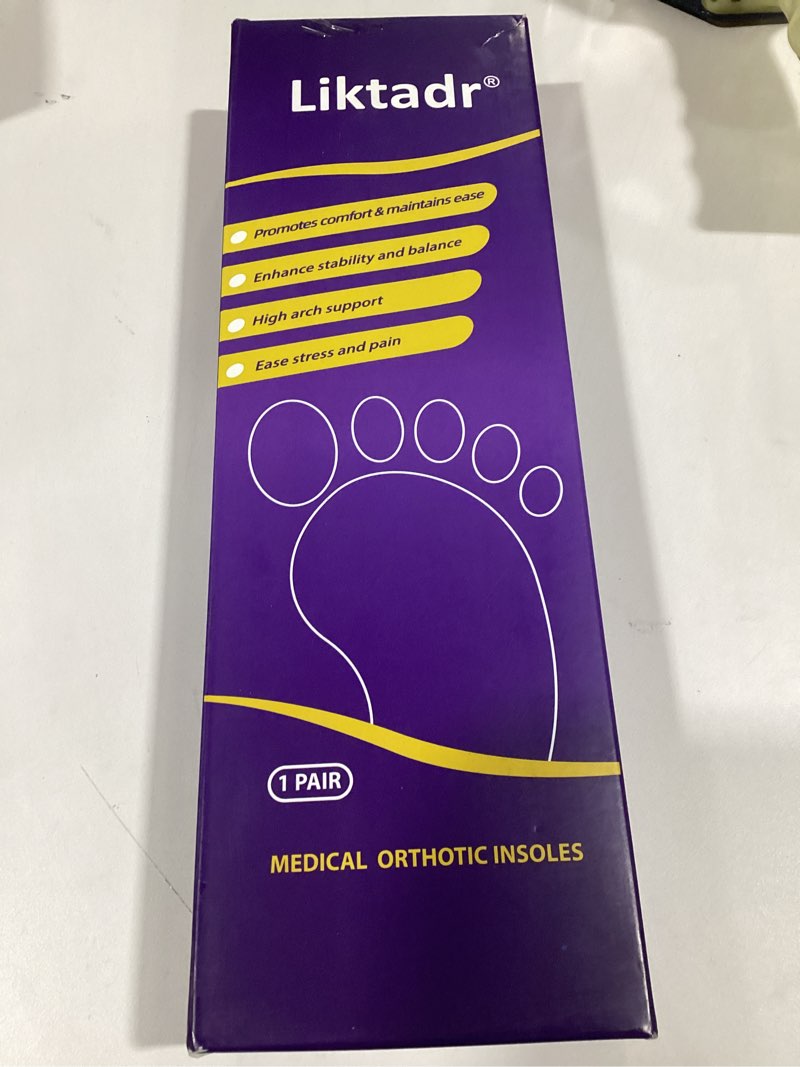 Liktadr®
Promotes comfort & maintains ease
Enhance stability and balance
High arch support
Ease stress and pain
1 PAIR
MEDICAL ORTHOTIC INSOLES